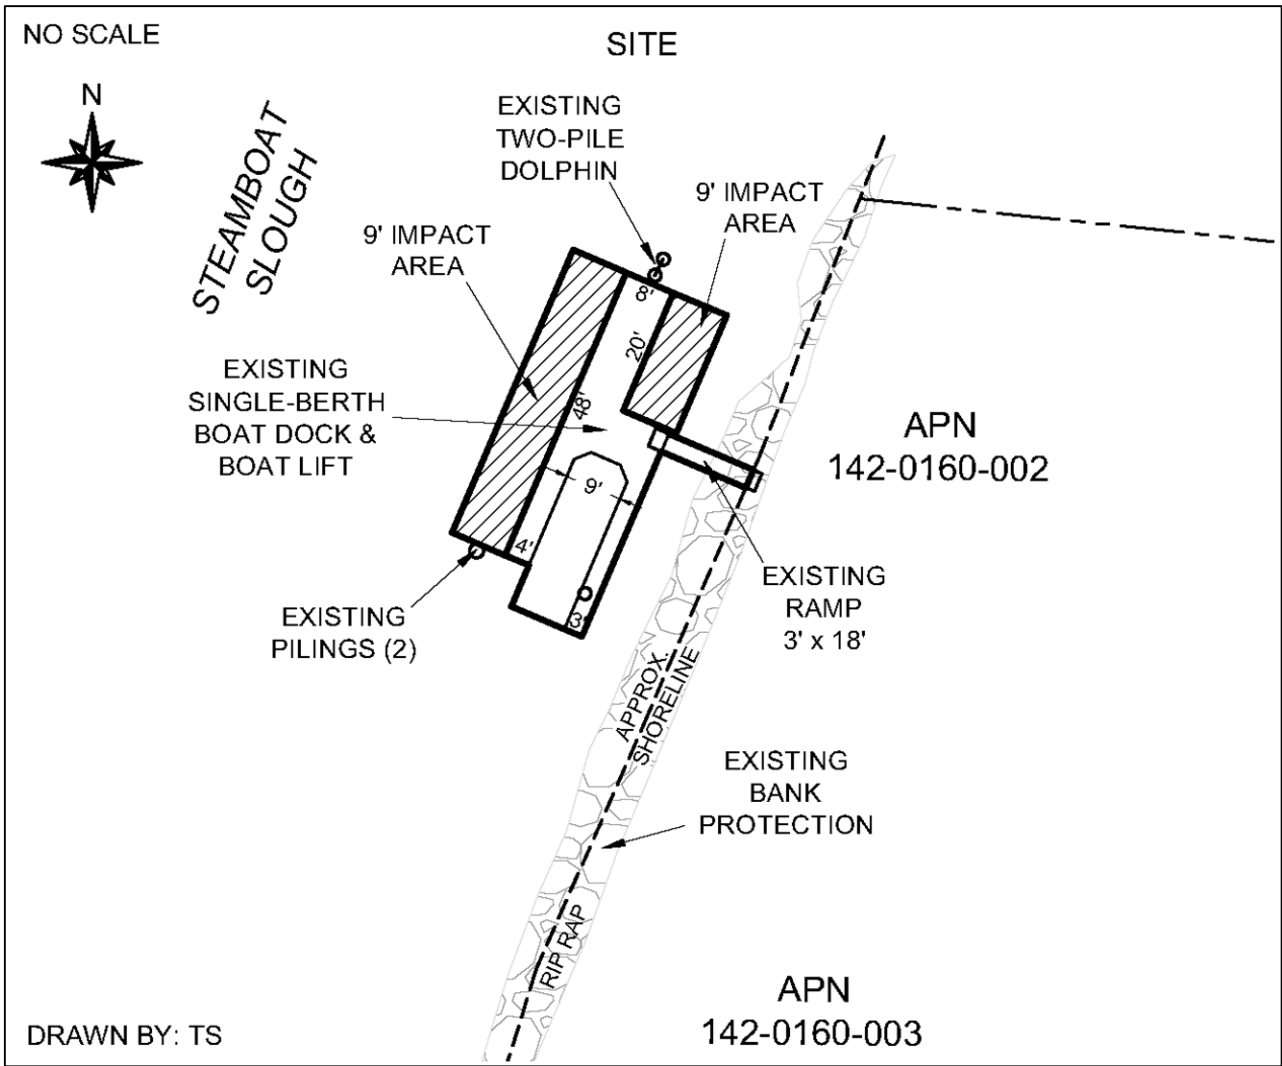 NO SCALE
SITE
N
STEAMBOAT
SLOUGH
EXISTING
TWO-PILE
DOLPHIN
9' IMPACT
AREA
9' IMPACT
AREA
8'
20'
48'
EXISTING
SINGLE-BERTH
BOAT DOCK &
BOAT LIFT
APN
142-0160-002
9'
4'
3'
EXISTING
RAMP
3' x 18'
EXISTING
PILINGS (2)
APPROX.
SHORELINE
EXISTING
BANK
PROTECTION
RIP RAP
APN
142-0160-003
DRAWN BY: TS